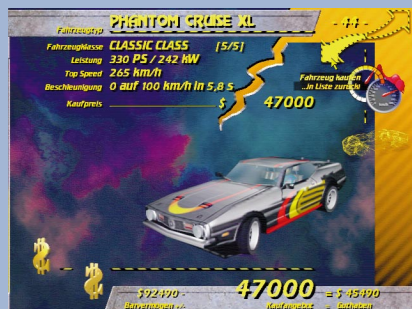 Fahrzeugtyp PHANTOM CRUISE XL - 44 -
Fahrzeugklasse CLASSIC CLASS [5/5]
Leistung 330 PS / 242 kW
Top Speed 265 km/h
Beschleunigung 0 auf 100 km/h in 5,8 s
Fahrzeug kaufen
...in Liste zurück!
Kaufpreis $ 47000
$92490 - 47000 = $ 45490
Barvermögen +/- Kaufangebot = Guthaben